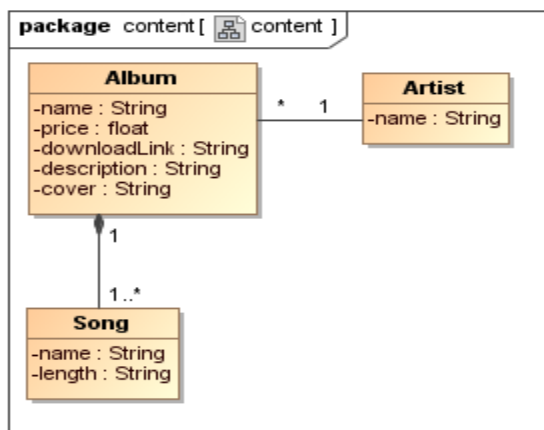 package content [ content ]
Album
-name : String
-price : float
-downloadLink : String
-description : String
-cover : String
* 1
Artist
-name : String
1
1..*
Song
-name : String
-length : String